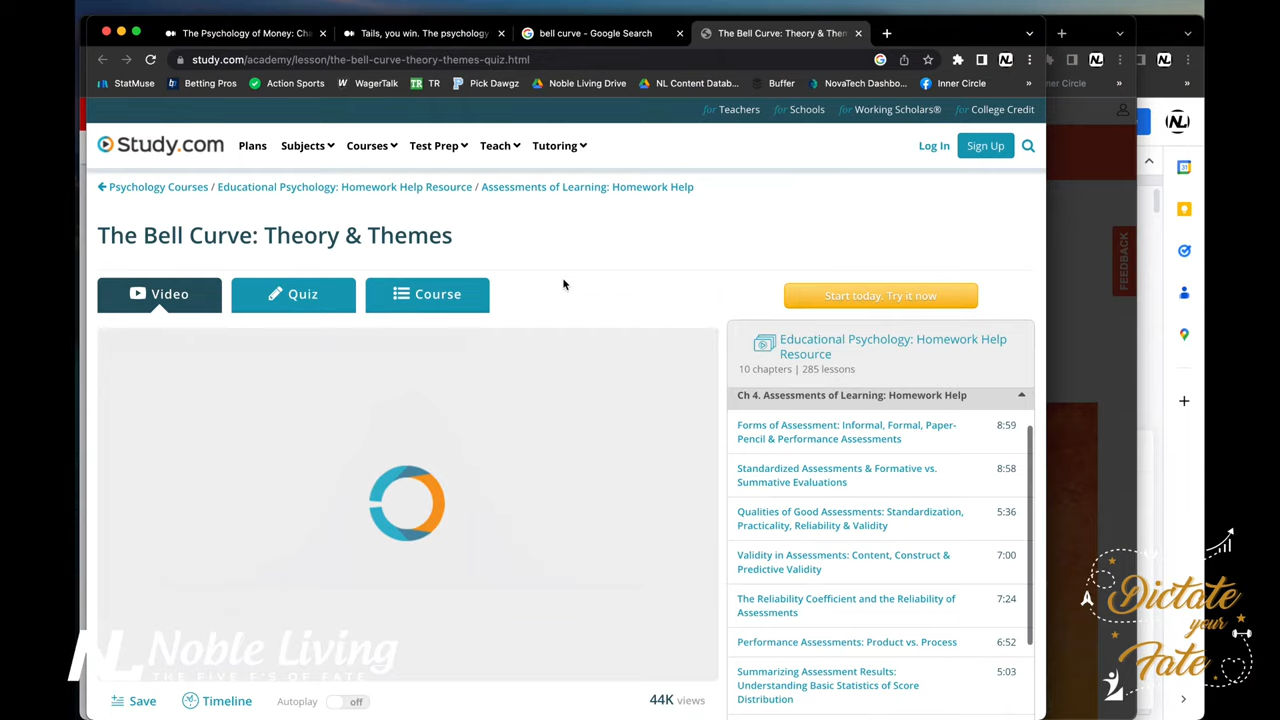 The Psychology of Money: Cha
Tails, you win. The psychology
bell curve - Google Search
The Bell Curve: Theory & Them
study.com/academy/lesson/the-bell-curve-theory-themes-quiz.html
StatMuse
Betting Pros
Action Sports
WagerTalk
TR
Pick Dawgz
Noble Living Drive
NL Content Datab...
Buffer
NovaTech Dashbo...
Inner Circle
»
Inner Circle
»
»
for Teachers
for Schools
for Working Scholars®
for College Credit
Study.com
Plans
Subjects
Courses
Test Prep
Teach
Tutoring
Log In
Sign Up
Psychology Courses / Educational Psychology: Homework Help Resource / Assessments of Learning: Homework Help
The Bell Curve: Theory & Themes
FEEDBACK
Video
Quiz
Course
Start today. Try it now
Educational Psychology: Homework Help
Resource
10 chapters | 285 lessons
Ch 4. Assessments of Learning: Homework Help
Forms of Assessment: Informal, Formal, Paper-
Pencil & Performance Assessments
8:59
Standardized Assessments & Formative vs.
Summative Evaluations
8:58
Qualities of Good Assessments: Standardization,
Practicality, Reliability & Validity
5:36
Validity in Assessments: Content, Construct &
Predictive Validity
7:00
The Reliability Coefficient and the Reliability of
Assessments
7:24
Performance Assessments: Product vs. Process
6:52
Summarizing Assessment Results:
Understanding Basic Statistics of Score
Distribution
5:03
NL Noble Living
THE FIVE F'S OF FATE
Save
Timeline
Autoplay
off
44K views
Dictate
your
Fate